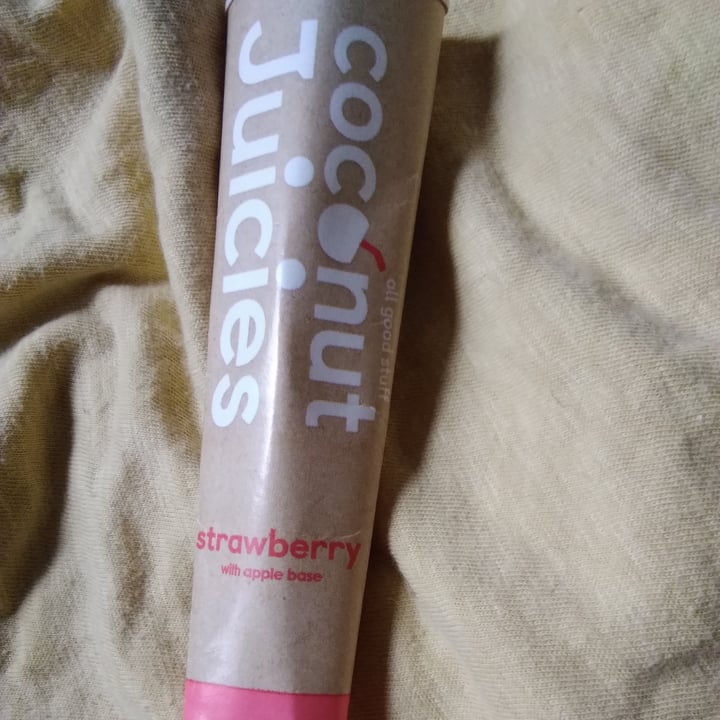 coconut
Juicies
all good stuff
strawberry
with apple base